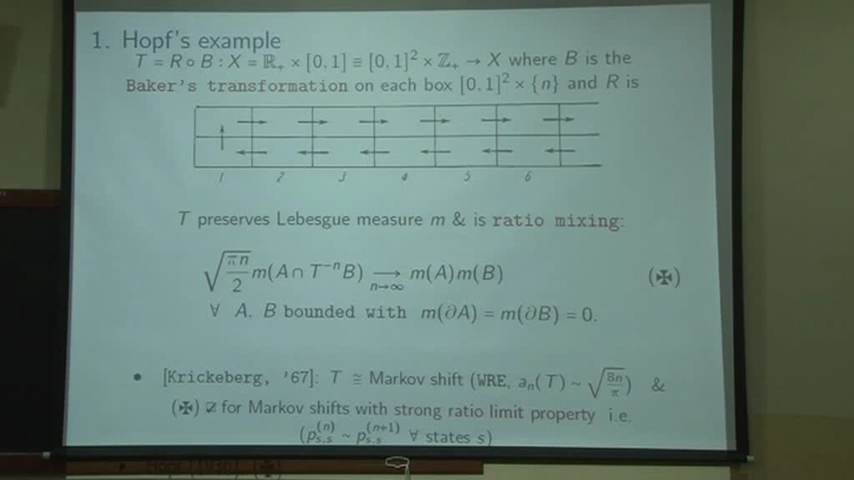 1. Hopf's example
T = R ∘ B : X = ℝ₊ × [0,1] ≡ [0,1]² × ℤ₊ → X where B is the
Baker's transformation on each box [0,1]² × {n} and R is
1 2 3 4 5 6
T preserves Lebesgue measure m & is ratio mixing:
√(πn/2) m(A ∩ T⁻ⁿB) →_{n→∞} m(A)m(B) (✠)
∀ A, B bounded with m(∂A) = m(∂B) = 0.
• [Krickeberg, '67]: T ≅ Markov shift (WRE, aₙ(T) ~ √(8n/π)) &
(✠) ☑ for Markov shifts with strong ratio limit property i.e.
(p_{s,s}^{(n)} ~ p_{s,s}^{(n+1)} ∀ states s)